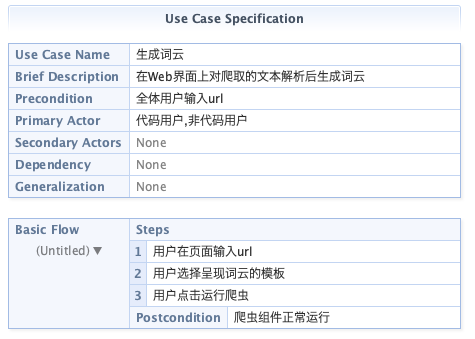 Use Case Specification
Use Case Name 生成词云
Brief Description 在Web界面上对爬取的文本解析后生成词云
Precondition 全体用户输入url
Primary Actor 代码用户,非代码用户
Secondary Actors None
Dependency None
Generalization None
Basic Flow Steps
(Untitled) ▼
1 用户在页面输入url
2 用户选择呈现词云的模板
3 用户点击运行爬虫
Postcondition 爬虫组件正常运行